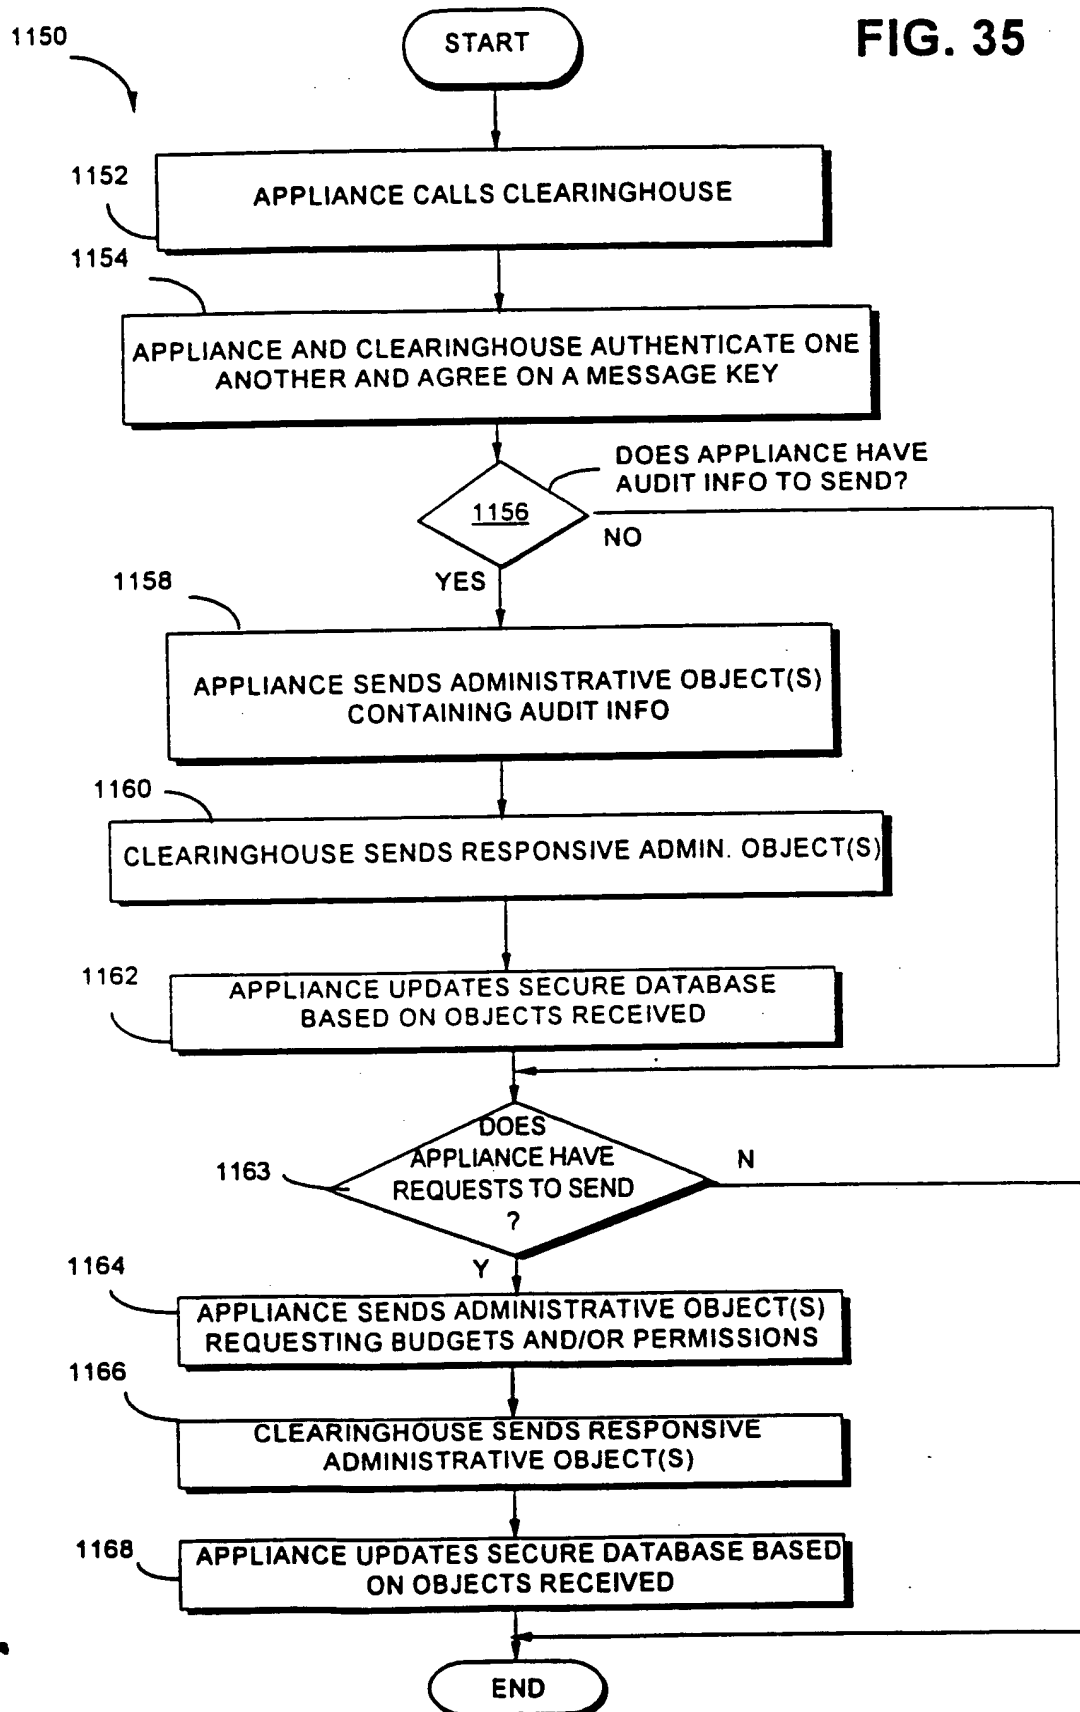 1150
START
FIG. 35
1152
APPLIANCE CALLS CLEARINGHOUSE
1154
APPLIANCE AND CLEARINGHOUSE AUTHENTICATE ONE
ANOTHER AND AGREE ON A MESSAGE KEY
DOES APPLIANCE HAVE
AUDIT INFO TO SEND?
1156
NO
YES
1158
APPLIANCE SENDS ADMINISTRATIVE OBJECT(S)
CONTAINING AUDIT INFO
1160
CLEARINGHOUSE SENDS RESPONSIVE ADMIN. OBJECT(S)
1162
APPLIANCE UPDATES SECURE DATABASE
BASED ON OBJECTS RECEIVED
1163
DOES
APPLIANCE HAVE
REQUESTS TO SEND
?
N
Y
1164
APPLIANCE SENDS ADMINISTRATIVE OBJECT(S)
REQUESTING BUDGETS AND/OR PERMISSIONS
1166
CLEARINGHOUSE SENDS RESPONSIVE
ADMINISTRATIVE OBJECT(S)
1168
APPLIANCE UPDATES SECURE DATABASE BASED
ON OBJECTS RECEIVED
END